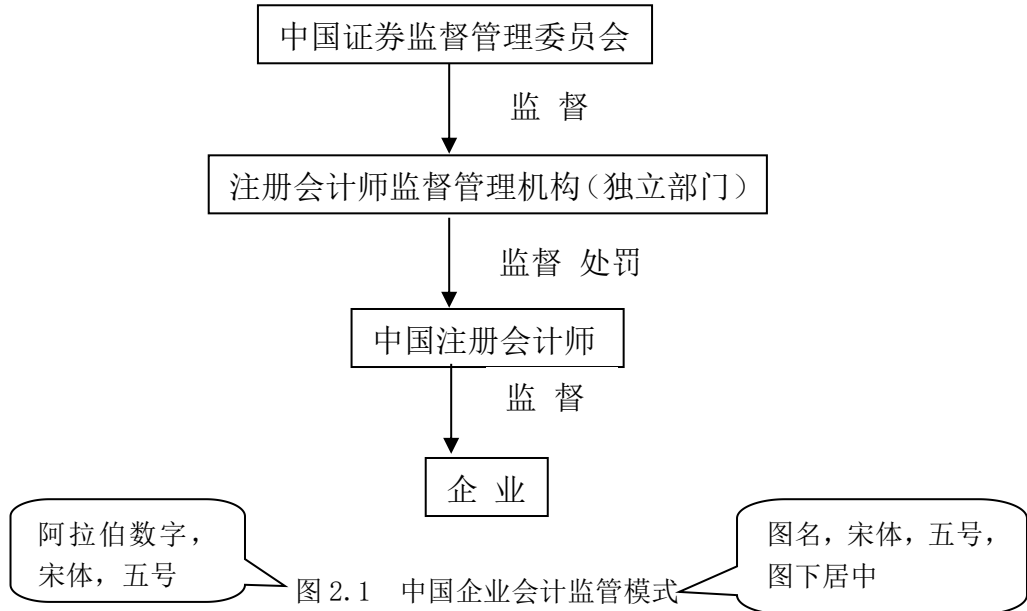 中国证券监督管理委员会
监 督
注册会计师监督管理机构（独立部门）
监督 处罚
中国注册会计师
监 督
企 业
阿拉伯数字，
宋体，五号
图 2.1 中国企业会计监管模式
图名，宋体，五号，
图下居中